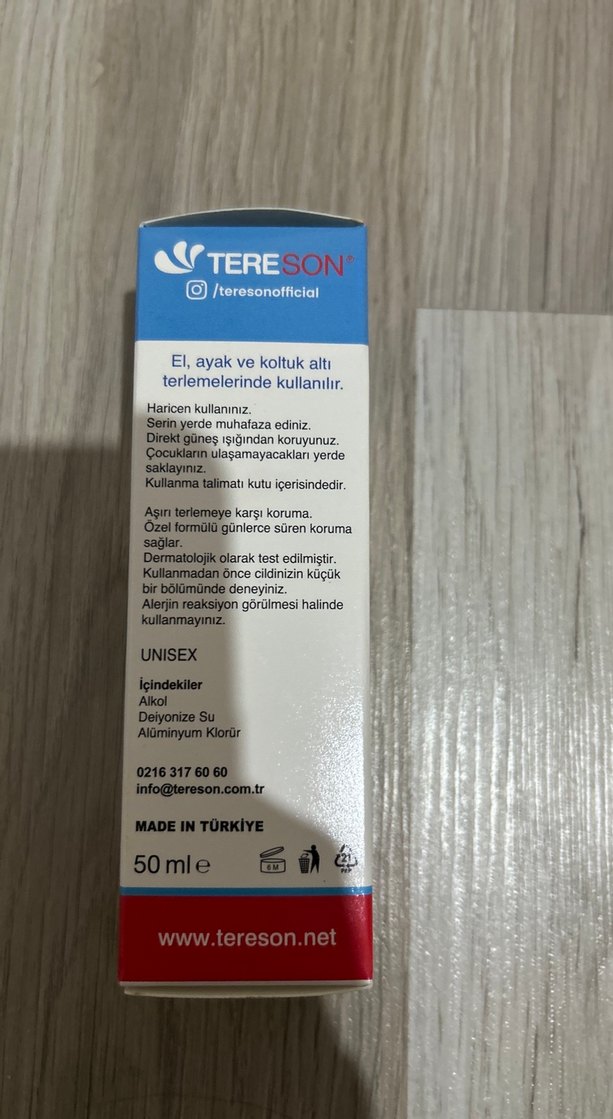 TERESON®
/teresonofficial
El, ayak ve koltuk altı
terlemelerinde kullanılır.
Haricen kullanınız.
Serin yerde muhafaza ediniz.
Direkt güneş ışığından koruyunuz.
Çocukların ulaşamayacakları yerde
saklayınız.
Kullanma talimatı kutu içerisindedir.
Aşırı terlemeye karşı koruma.
Özel formülü günlerce süren koruma
sağlar.
Dermatolojik olarak test edilmiştir.
Kullanmadan önce cildinizin küçük
bir bölümünde deneyiniz.
Alerjin reaksiyon görülmesi halinde
kullanmayınız.
UNISEX
İçindekiler
Alkol
Deiyonize Su
Alüminyum Klorür
0216 317 60 60
info@tereson.com.tr
MADE IN TÜRKİYE
50 ml e
6 M
21
PAP
www.tereson.net